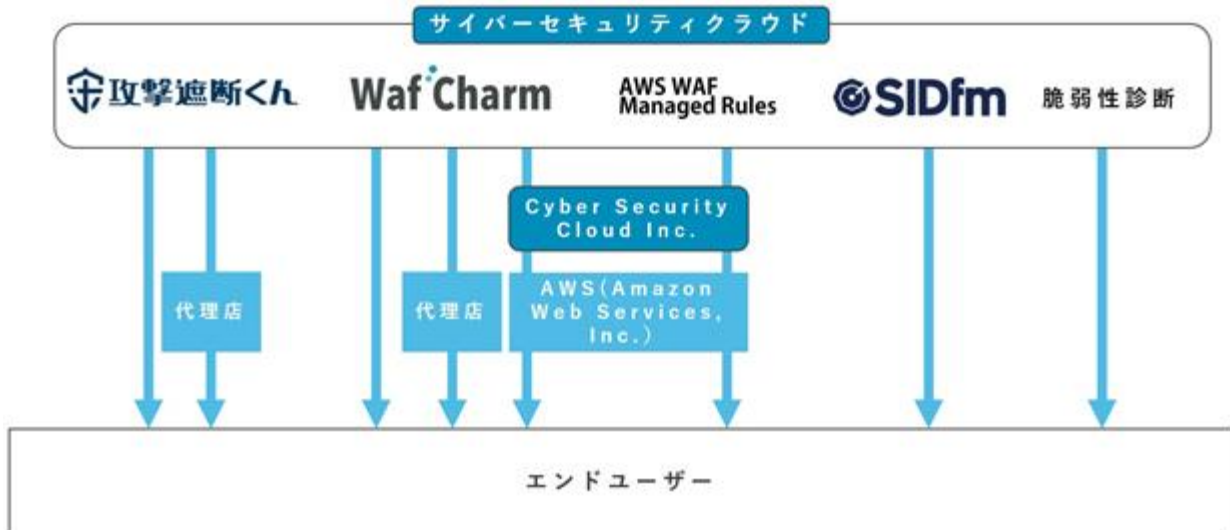 サイバーセキュリティクラウド
攻撃遮断くん
WafCharm
AWS WAF
Managed Rules
SIDfm
脆弱性診断
Cyber Security
Cloud Inc.
代理店
代理店
AWS(Amazon
Web Services,
Inc.)
エンドユーザー